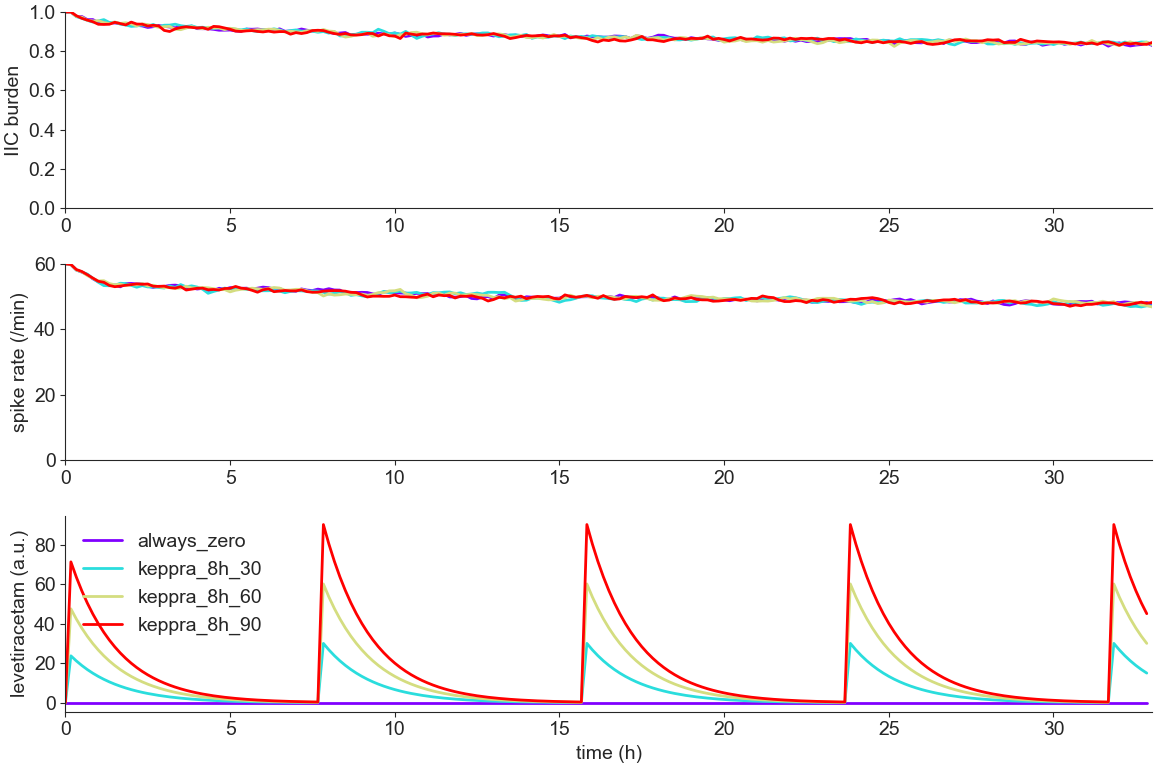 IIC burden
1.0
0.8
0.6
0.4
0.2
0.0
0 5 10 15 20 25 30
spike rate (/min)
60
40
20
0
0 5 10 15 20 25 30
levetiracetam (a.u.)
80
60
40
20
0
always_zero
keppra_8h_30
keppra_8h_60
keppra_8h_90
0 5 10 15 20 25 30
time (h)